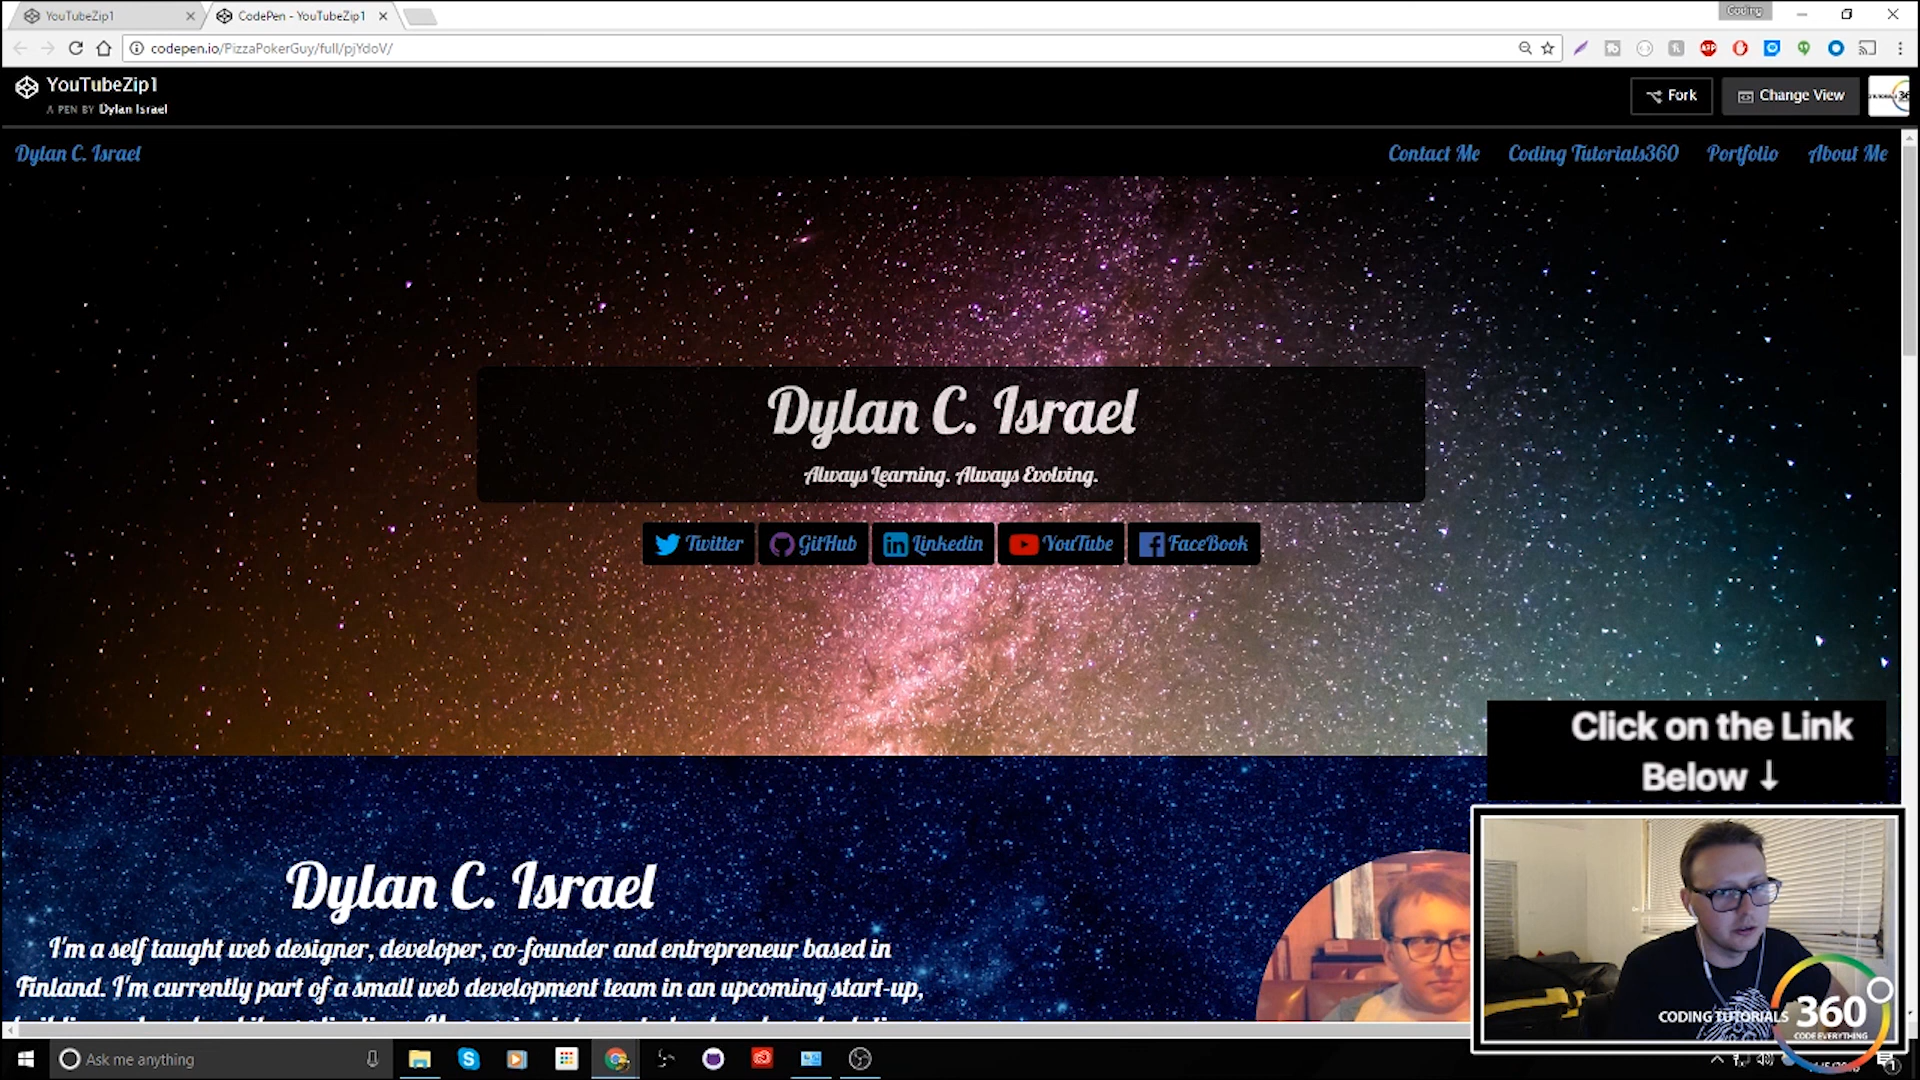 YouTubeZip1
CodePen - YouTubeZip1
Coding
codepen.io/PizzaPokerGuy/full/pjYdoV/
YouTubeZip1
A PEN BY Dylan Israel
Fork
Change View
Dylan C. Israel
Contact Me
Coding Tutorials360
Portfolio
About Me
Dylan C. Israel
Always Learning. Always Evolving.
Twitter
GitHub
Linkedin
YouTube
FaceBook
Click on the Link
Below ↓
Dylan C. Israel
I'm a self taught web designer, developer, co-founder and entrepreneur based in
Finland. I'm currently part of a small web development team in an upcoming start-up,
CODING TUTORIALS 360
CODE EVERYTHING
Ask me anything